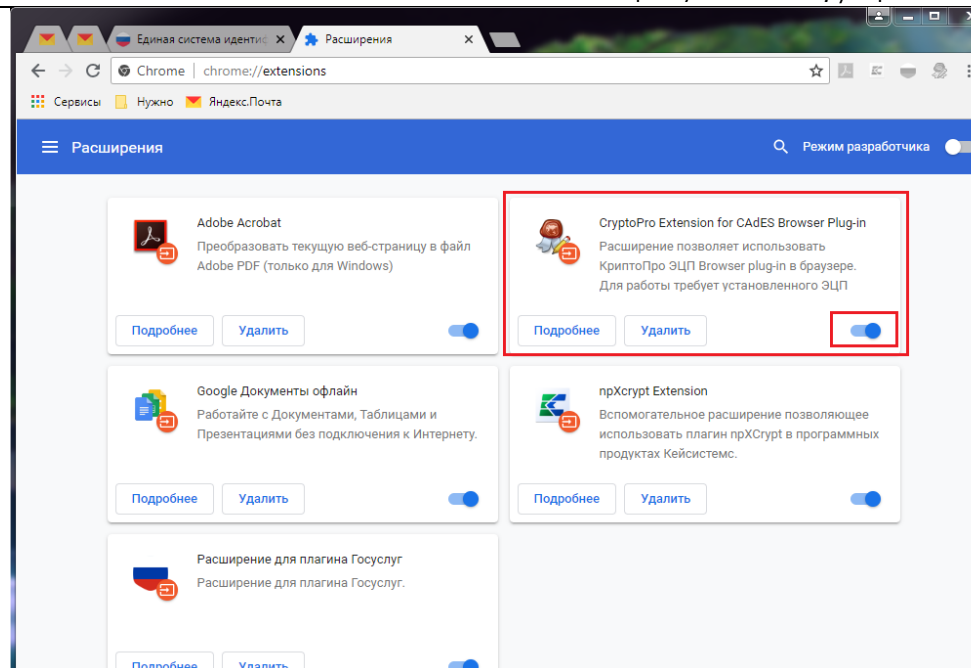 Единая система идентис
Расширения
Chrome | chrome://extensions
Сервисы Нужно Яндекс.Почта
Расширения
Режим разработчика
Adobe Acrobat
Преобразовать текущую веб-страницу в файл
Adobe PDF (только для Windows)
Подробнее Удалить
CryptoPro Extension for CAdES Browser Plug-in
Расширение позволяет использовать
КриптоПро ЭЦП Browser plug-in в браузере.
Для работы требует установленного ЭЦП
Подробнее Удалить
Google Документы офлайн
Работайте с Документами, Таблицами и
Презентациями без подключения к Интернету.
Подробнее Удалить
npXcrypt Extension
Вспомогательное расширение позволяющее
использовать плагин npXCrypt в программных
продуктах Кейсистемс.
Подробнее Удалить
Расширение для плагина Госуслуг
Расширение для плагина Госуслуг.
Подробнее Удалить